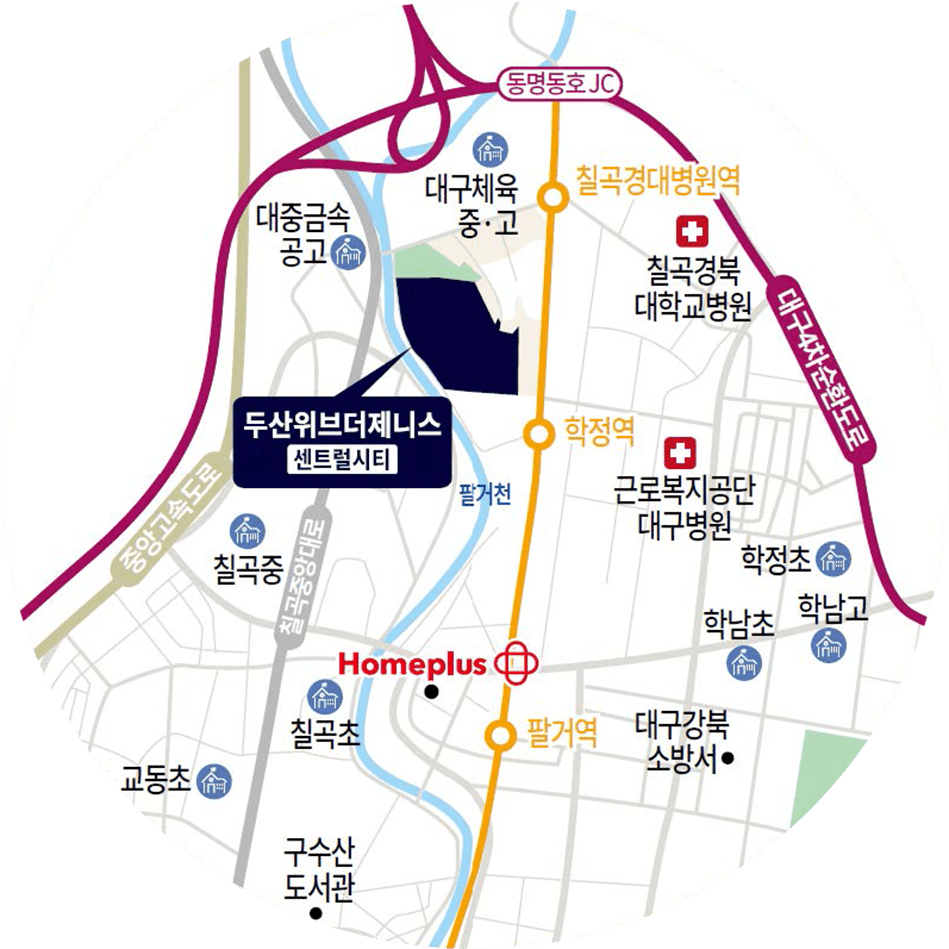 동명동호 JC
대구체육
중·고
칠곡경대병원역
대중금속
공고
칠곡경북
대학교병원
대구4차순환도로
두산위브더제니스
센트럴시티
학정역
팔거천
근로복지공단
대구병원
중앙고속도로
칠곡중
칠곡중앙대로
학정초
학남고
학남초
Homeplus
칠곡초
팔거역
대구강북
소방서
교동초
구수산
도서관